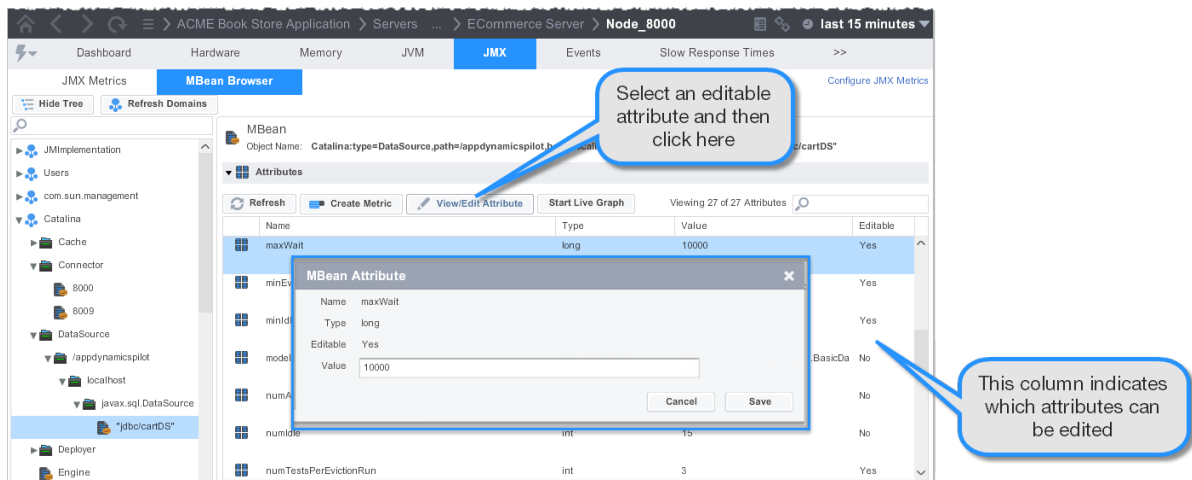 ACME Book Store Application Servers ... ECommerce Server Node_8000 last 15 minutes
Dashboard Hardware Memory JVM JMX Events Slow Response Times >>
JMX Metrics MBean Browser Configure JMX Metrics
Hide Tree Refresh Domains
Select an editable
attribute and then
click here
JMImplementation
Users
com.sun.management
Catalina
Cache
Connector
8000
8009
DataSource
/appdynamicspilot
localhost
javax.sql.DataSource
"jdbc/cartDS"
Deployer
Engine
MBean
Object Name: Catalina:type=DataSource,path=/appdynamicspilot, /cartDS"
Attributes
Refresh Create Metric View/Edit Attribute Start Live Graph Viewing 27 of 27 Attributes
Name Type Value Editable
maxWait long 10000 Yes
minEv Yes
minIdl Yes
model .BasicDa No
numA No
numIdle int 15 No
numTestsPerEvictionRun int 3 Yes
MBean Attribute
Name maxWait
Type long
Editable Yes
Value 10000
Cancel Save
This column indicates
which attributes can
be edited